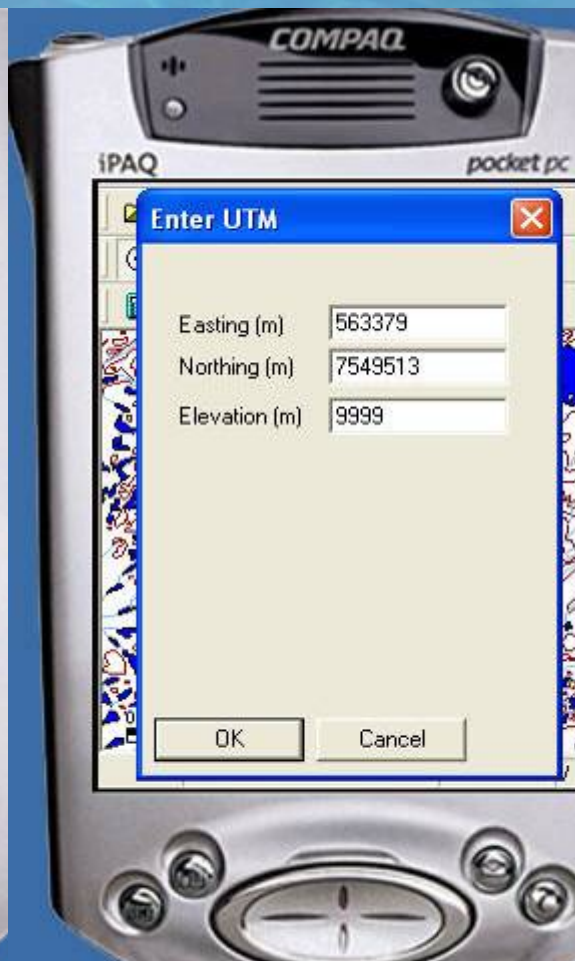 COMPAQ
iPAQ
pocket pc
Enter UTM
Easting (m) 563379
Northing (m) 7549513
Elevation (m) 9999
OK Cancel